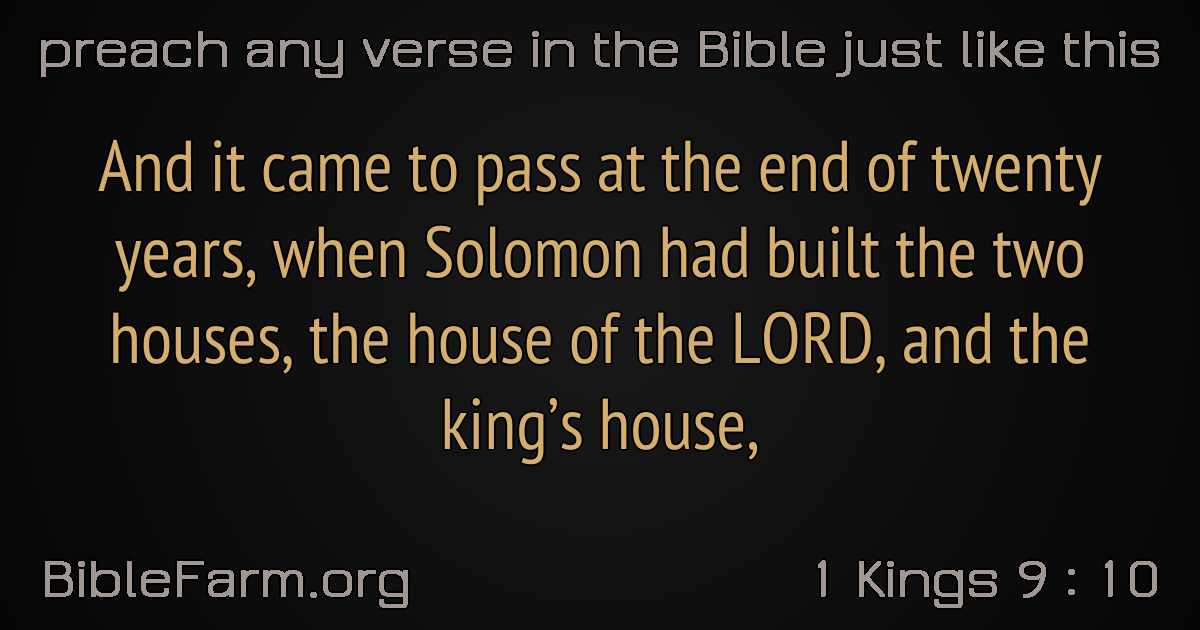 preach any verse in the Bible just like this
And it came to pass at the end of twenty
years, when Solomon had built the two
houses, the house of the LORD, and the
king’s house,
BibleFarm.org
1 Kings 9 : 10